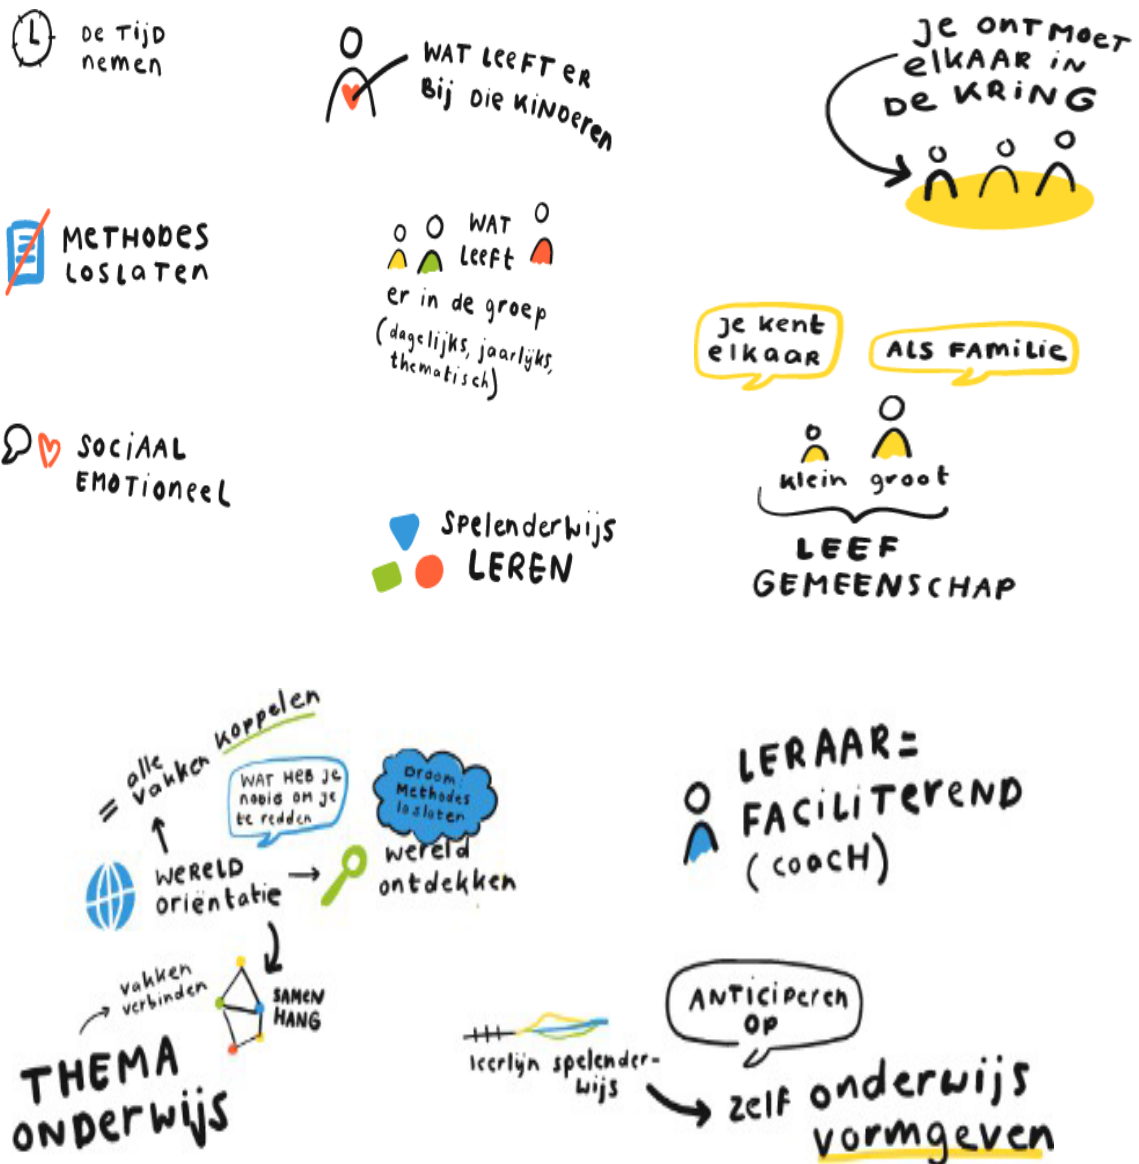 De Tijd
nemen
WAT LeeFT eR
Bij Die KiNDeren
je ONTMOeT
elKAAR iN
De KRiNG
MeTHODeS
LOSLaTen
WAT
leeft
er in de groep
(dagelijks, jaarlijks,
thematisch)
je kent
elkaar
ALS FAMiLie
klein groot
LEEF
GEMEENSCHAP
SOCiAAL
EMOTioneeL
Spelenderwijs
LEREN
= alle
vakken koppelen
WAT HeB je
nodig om je
te redden
Droom:
Methodes
loslaten
weReLD
oriëntatie
wereld
ontdekken
vakken
verbinden
SAMEN
HANG
THEMA
ONDerwijs
LERAAR=
FACiLiTerEND
(COACH)
ANTiCiperen
OP
leerlijn spelender-
wijs
zelf onderwijs
vormgeven